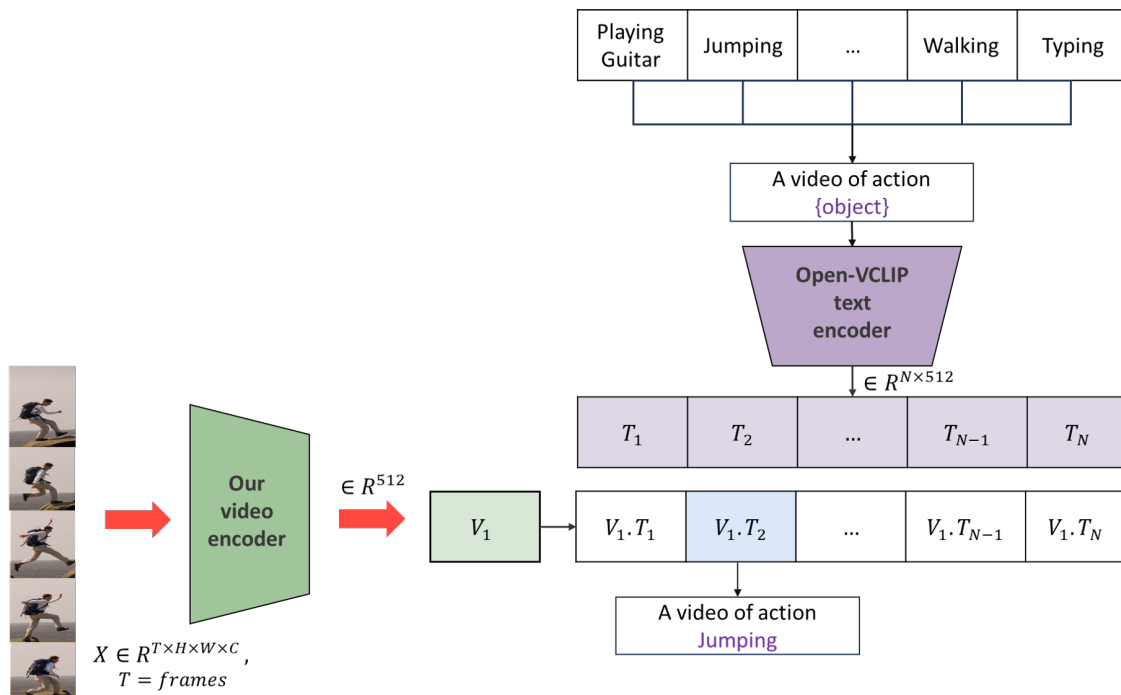 Playing
Guitar
Jumping
...
Walking
Typing
A video of action
{object}
Open-VCLIP
text
encoder
∈ R^{N×512}
T_1
T_2
...
T_{N−1}
T_N
Our
video
encoder
∈ R^{512}
V_1
V_1.T_1
V_1.T_2
...
V_1.T_{N−1}
V_1.T_N
A video of action
Jumping
X ∈ R^{T×H×W×C} ,
T = frames